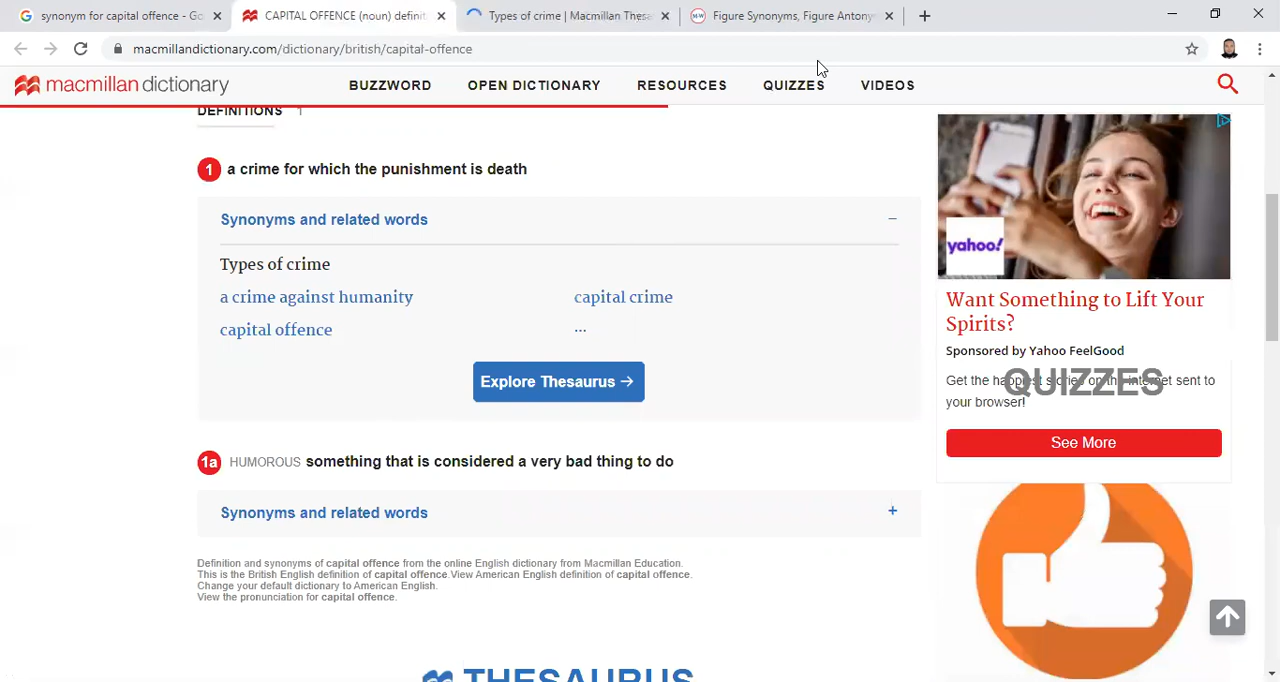 synonym for capital offence - Go
CAPITAL OFFENCE (noun) definit
Types of crime | Macmillan Thesa
Figure Synonyms, Figure Antony
macmillandictionary.com/dictionary/british/capital-offence
macmillan dictionary
BUZZWORD
OPEN DICTIONARY
RESOURCES
QUIZZES
VIDEOS
DEFINITIONS 1
1 a crime for which the punishment is death
Synonyms and related words
Types of crime
a crime against humanity
capital crime
capital offence
...
Explore Thesaurus →
1a HUMOROUS something that is considered a very bad thing to do
Synonyms and related words
Definition and synonyms of capital offence from the online English dictionary from Macmillan Education.
This is the British English definition of capital offence.View American English definition of capital offence.
Change your default dictionary to American English.
View the pronunciation for capital offence.
THESAURUS
yahoo!
Want Something to Lift Your
Spirits?
Sponsored by Yahoo FeelGood
Get the happiest stories on the internet sent to
your browser!
QUIZZES
See More